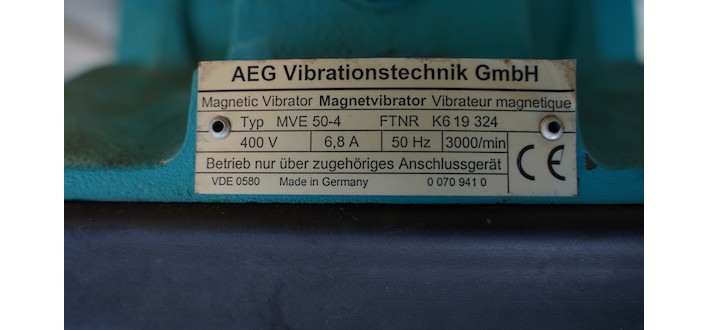 AEG Vibrationstechnik GmbH
Magnetic Vibrator Magnetvibrator Vibrateur magnetique
Typ MVE 50-4 FTNR K6 19 324
400 V 6,8 A 50 Hz 3000/min
Betrieb nur über zugehöriges Anschlussgerät
CE
VDE 0580 Made in Germany 0 070 941 0